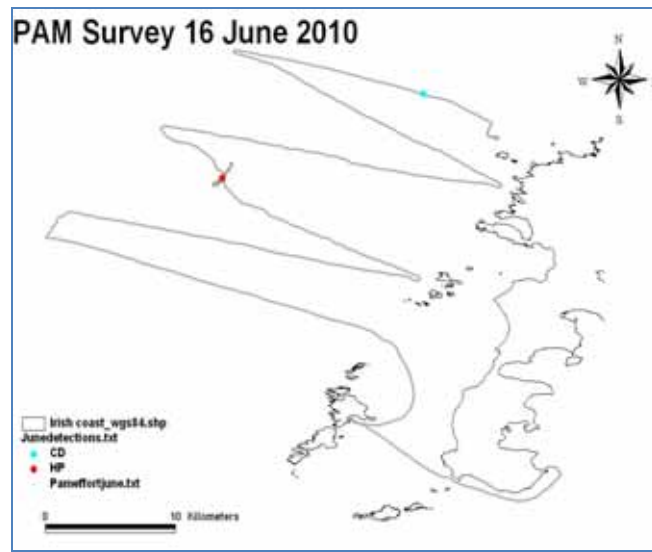 PAM Survey 16 June 2010
N
W E
S
Irish coast_wgs84.shp
Junedetections.txt
CD
HP
Pameffortjune.txt
0 10 Kilometers